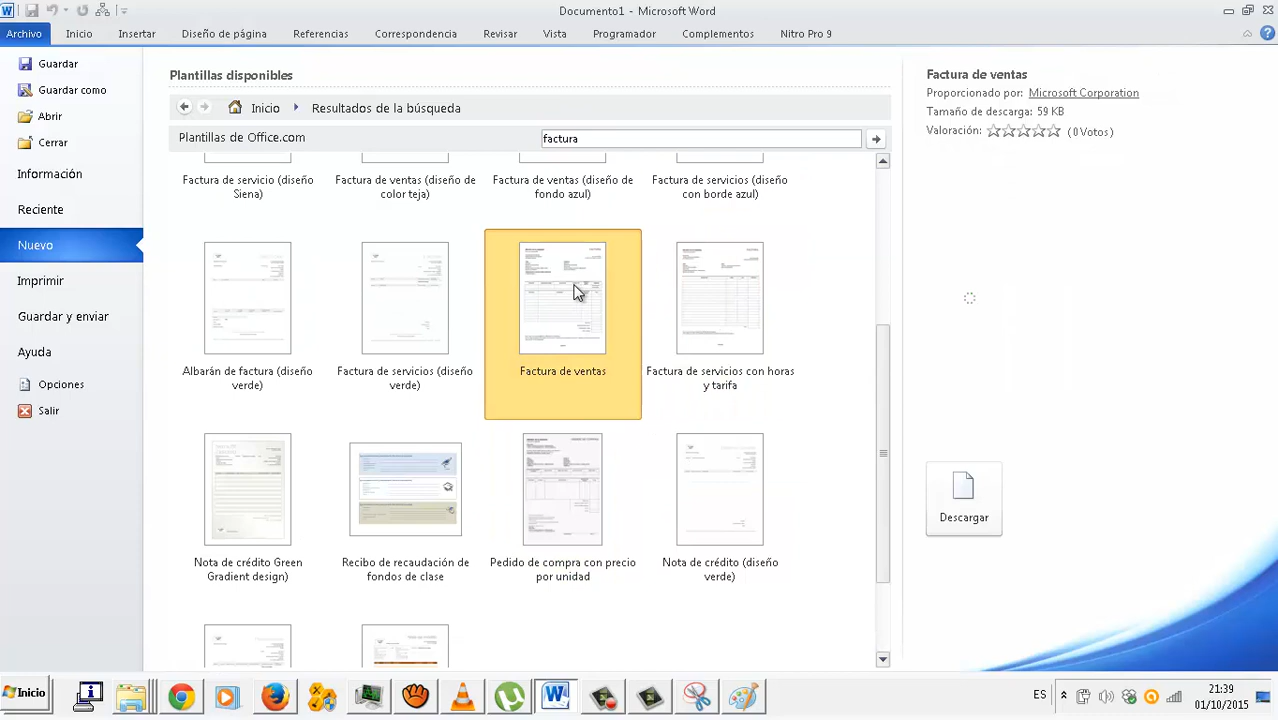 Documento1 - Microsoft Word
Archivo Inicio Insertar Diseño de página Referencias Correspondencia Revisar Vista Programador Complementos Nitro Pro 9
Guardar
Guardar como
Abrir
Cerrar
Información
Reciente
Nuevo
Imprimir
Guardar y enviar
Ayuda
Opciones
Salir
Plantillas disponibles
Inicio Resultados de la búsqueda
Plantillas de Office.com factura
Factura de servicio (diseño
Siena)
Factura de ventas (diseño de
color teja)
Factura de ventas (diseño de
fondo azul)
Factura de servicios (diseño
con borde azul)
Albarán de factura (diseño
verde)
Factura de servicios (diseño
verde)
Factura de ventas
Factura de servicios con horas
y tarifa
Nota de crédito Green
Gradient design)
Recibo de recaudación de
fondos de clase
Pedido de compra con precio
por unidad
Nota de crédito (diseño
verde)
Factura de ventas
Proporcionado por: Microsoft Corporation
Tamaño de descarga: 59 KB
Valoración: (0 Votos)
Descargar
Inicio
ES
21:39
01/10/2015